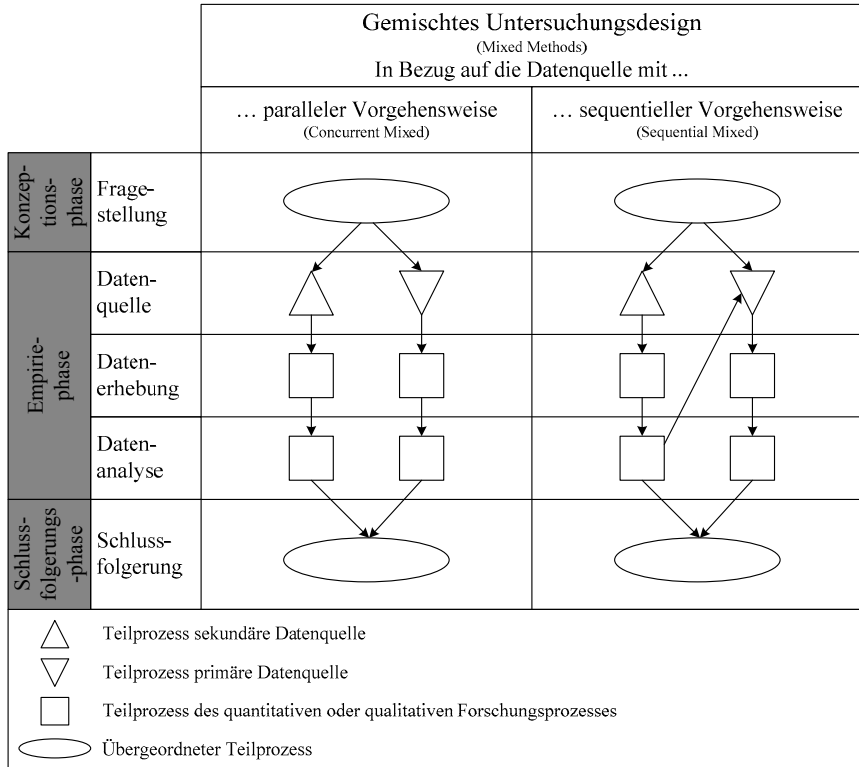 Gemischtes Untersuchungsdesign
(Mixed Methods)
In Bezug auf die Datenquelle mit ...
… paralleler Vorgehensweise
(Concurrent Mixed)
… sequentieller Vorgehensweise
(Sequential Mixed)
Konzep-
tions-
phase
Frage-
stellung
Empirie-
phase
Daten-
quelle
Daten-
erhebung
Daten-
analyse
Schluss-
folgerungs
-phase
Schluss-
folgerung
Teilprozess sekundäre Datenquelle
Teilprozess primäre Datenquelle
Teilprozess des quantitativen oder qualitativen Forschungsprozesses
Übergeordneter Teilprozess